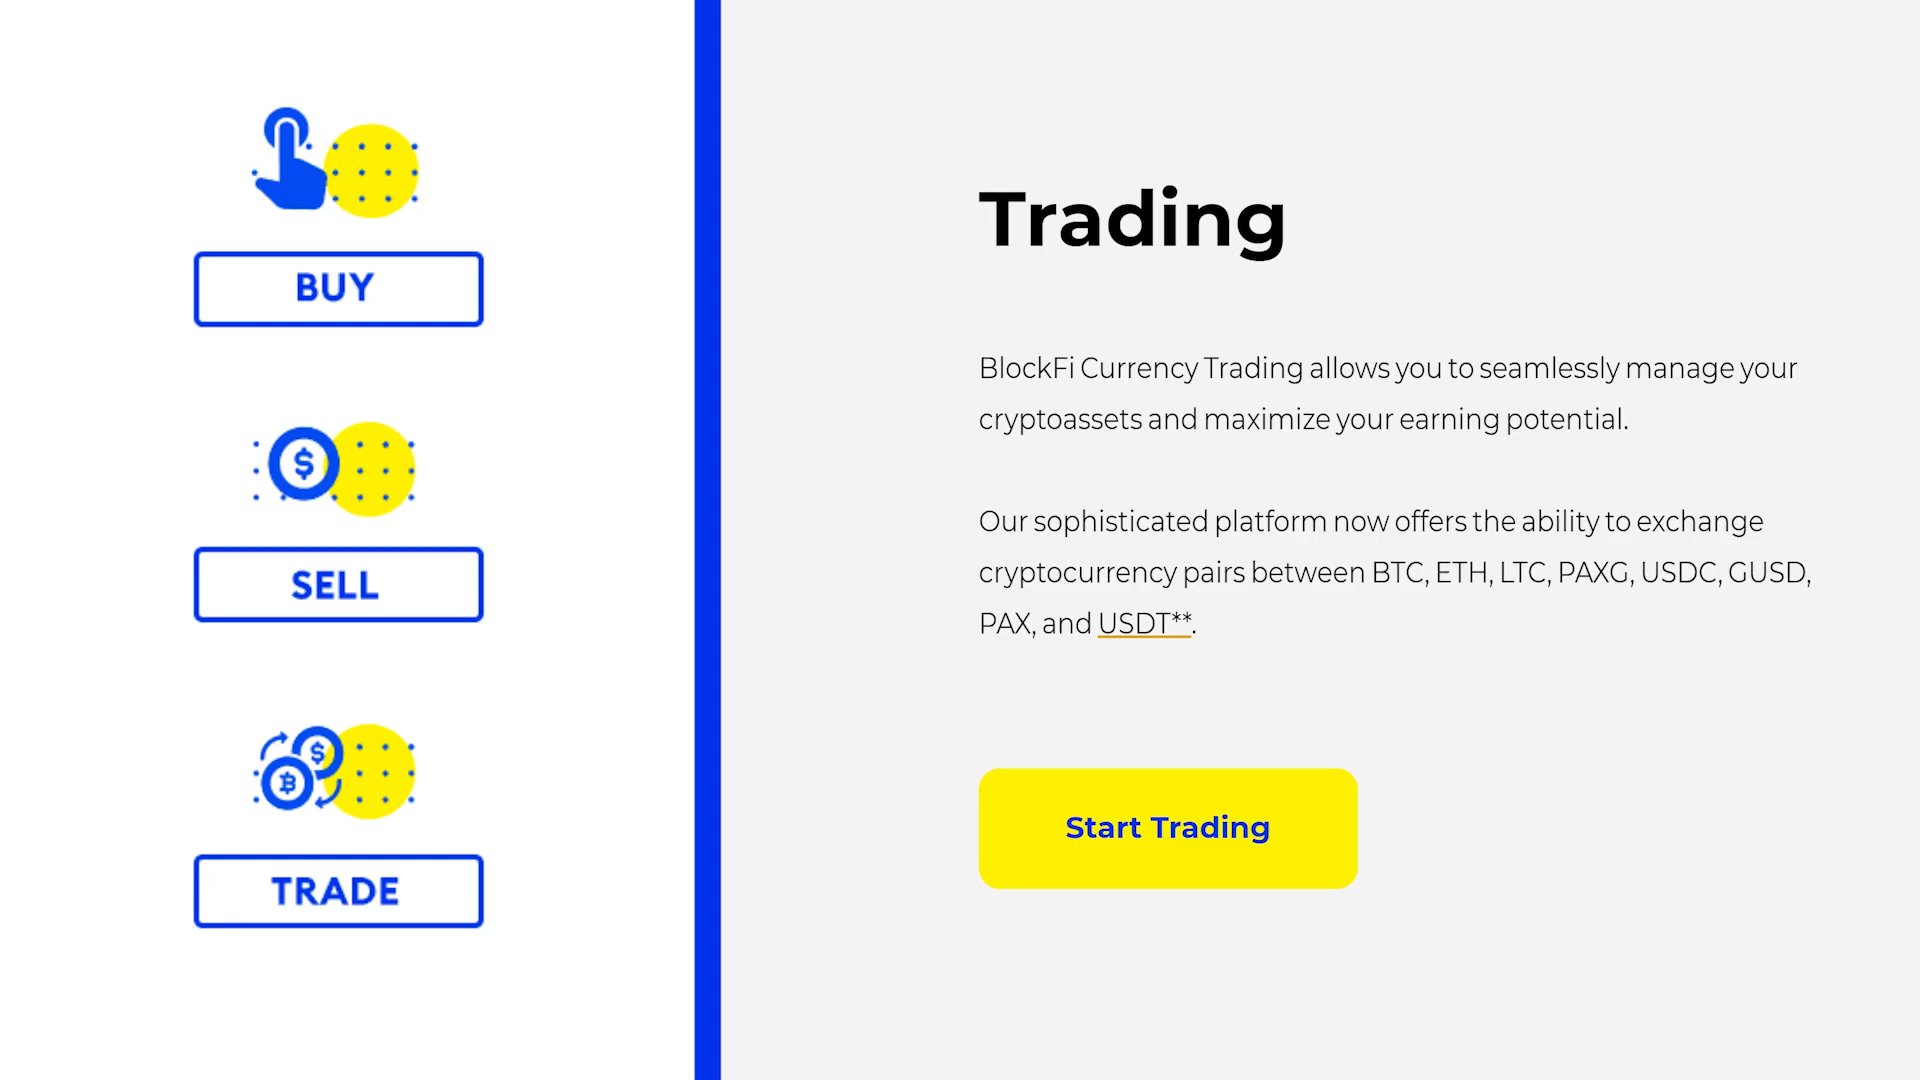 BUY
SELL
TRADE
Trading
BlockFi Currency Trading allows you to seamlessly manage your
cryptoassets and maximize your earning potential.
Our sophisticated platform now offers the ability to exchange
cryptocurrency pairs between BTC, ETH, LTC, PAXG, USDC, GUSD,
PAX, and USDT**.
Start Trading